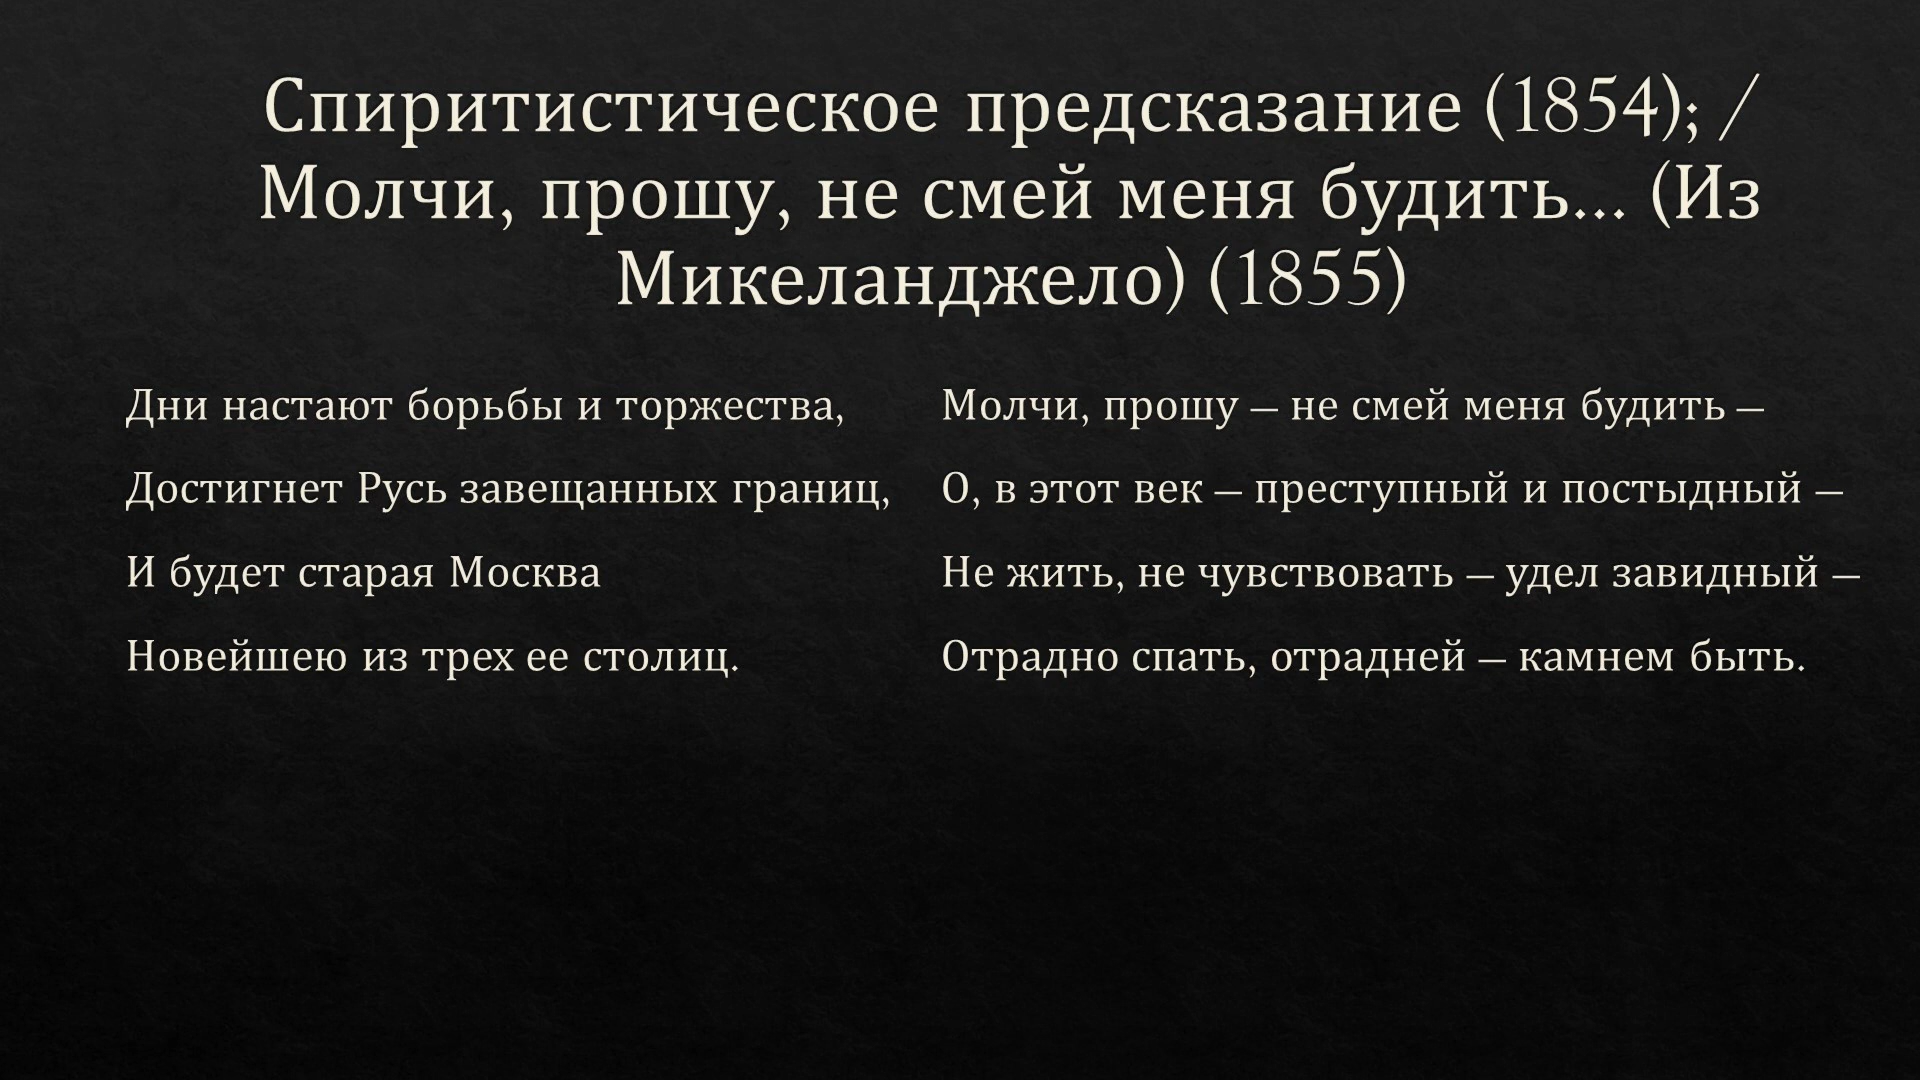 Спиритистическое предсказание (1854); /
Молчи, прошу, не смей меня будить… (Из
Микеланджело) (1855)
Дни настают борьбы и торжества,
Достигнет Русь завещанных границ,
И будет старая Москва
Новейшею из трех ее столиц.
Молчи, прошу – не смей меня будить –
О, в этот век – преступный и постыдный –
Не жить, не чувствовать – удел завидный –
Отрадно спать, отрадней – камнем быть.